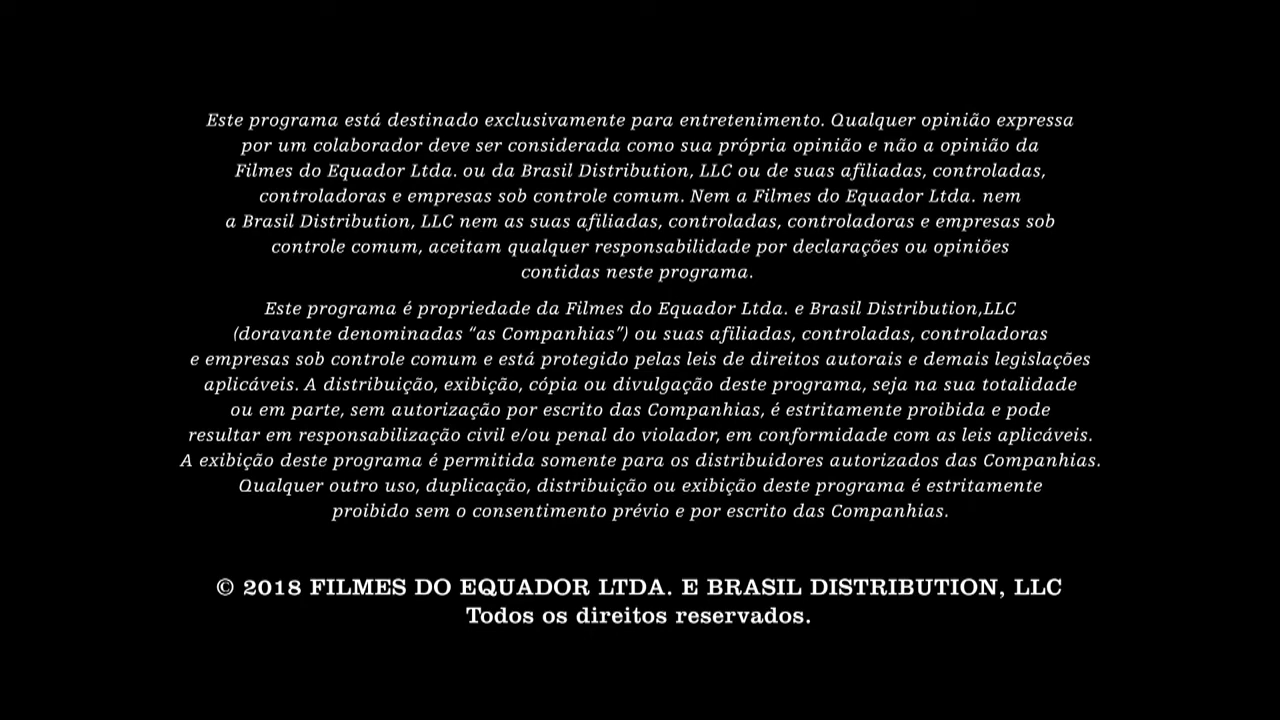 Este programa está destinado exclusivamente para entretenimento. Qualquer opinião expressa
por um colaborador deve ser considerada como sua própria opinião e não a opinião da
Filmes do Equador Ltda. ou da Brasil Distribution, LLC ou de suas afiliadas, controladas,
controladoras e empresas sob controle comum. Nem a Filmes do Equador Ltda. nem
a Brasil Distribution, LLC nem as suas afiliadas, controladas, controladoras e empresas sob
controle comum, aceitam qualquer responsabilidade por declarações ou opiniões
contidas neste programa.
Este programa é propriedade da Filmes do Equador Ltda. e Brasil Distribution,LLC
(doravante denominadas “as Companhias”) ou suas afiliadas, controladas, controladoras
e empresas sob controle comum e está protegido pelas leis de direitos autorais e demais legislações
aplicáveis. A distribuição, exibição, cópia ou divulgação deste programa, seja na sua totalidade
ou em parte, sem autorização por escrito das Companhias, é estritamente proibida e pode
resultar em responsabilização civil e/ou penal do violador, em conformidade com as leis aplicáveis.
A exibição deste programa é permitida somente para os distribuidores autorizados das Companhias.
Qualquer outro uso, duplicação, distribuição ou exibição deste programa é estritamente
proibido sem o consentimento prévio e por escrito das Companhias.
© 2018 FILMES DO EQUADOR LTDA. E BRASIL DISTRIBUTION, LLC
Todos os direitos reservados.